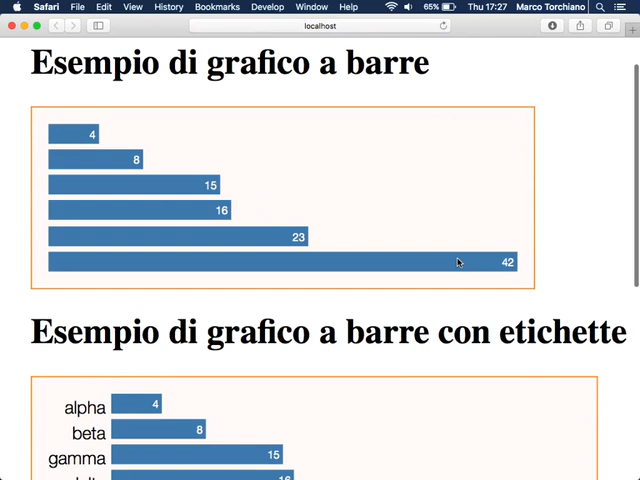 Safari File Edit View History Bookmarks Develop Window Help 65% Thu 17:27 Marco Torchiano
localhost
Esempio di grafico a barre
4
8
15
16
23
42
Esempio di grafico a barre con etichette
alpha 4
beta 8
gamma 15
16